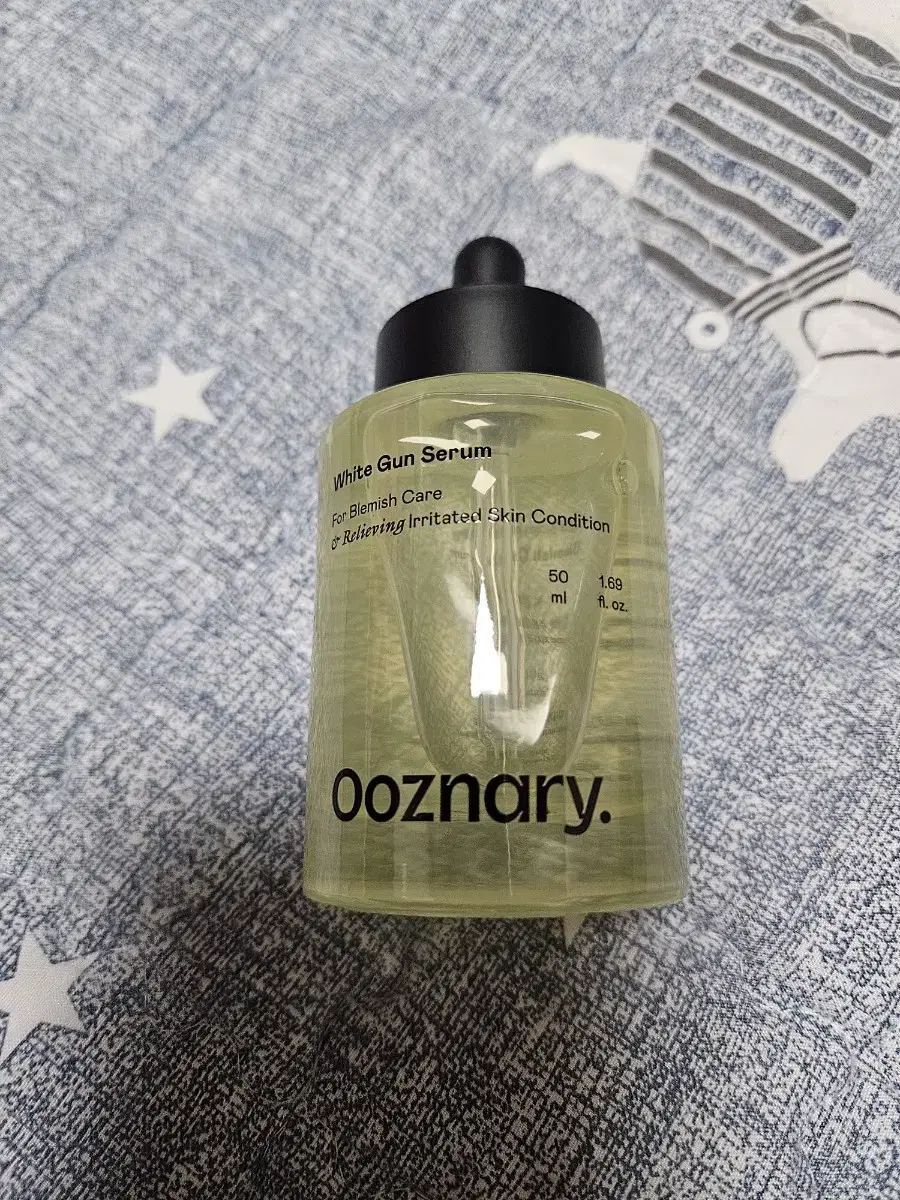 White Gun Serum
For Blemish Care
& Relieving Irritated Skin Condition
50 ml
1.69 fl. oz.
Ooznary.